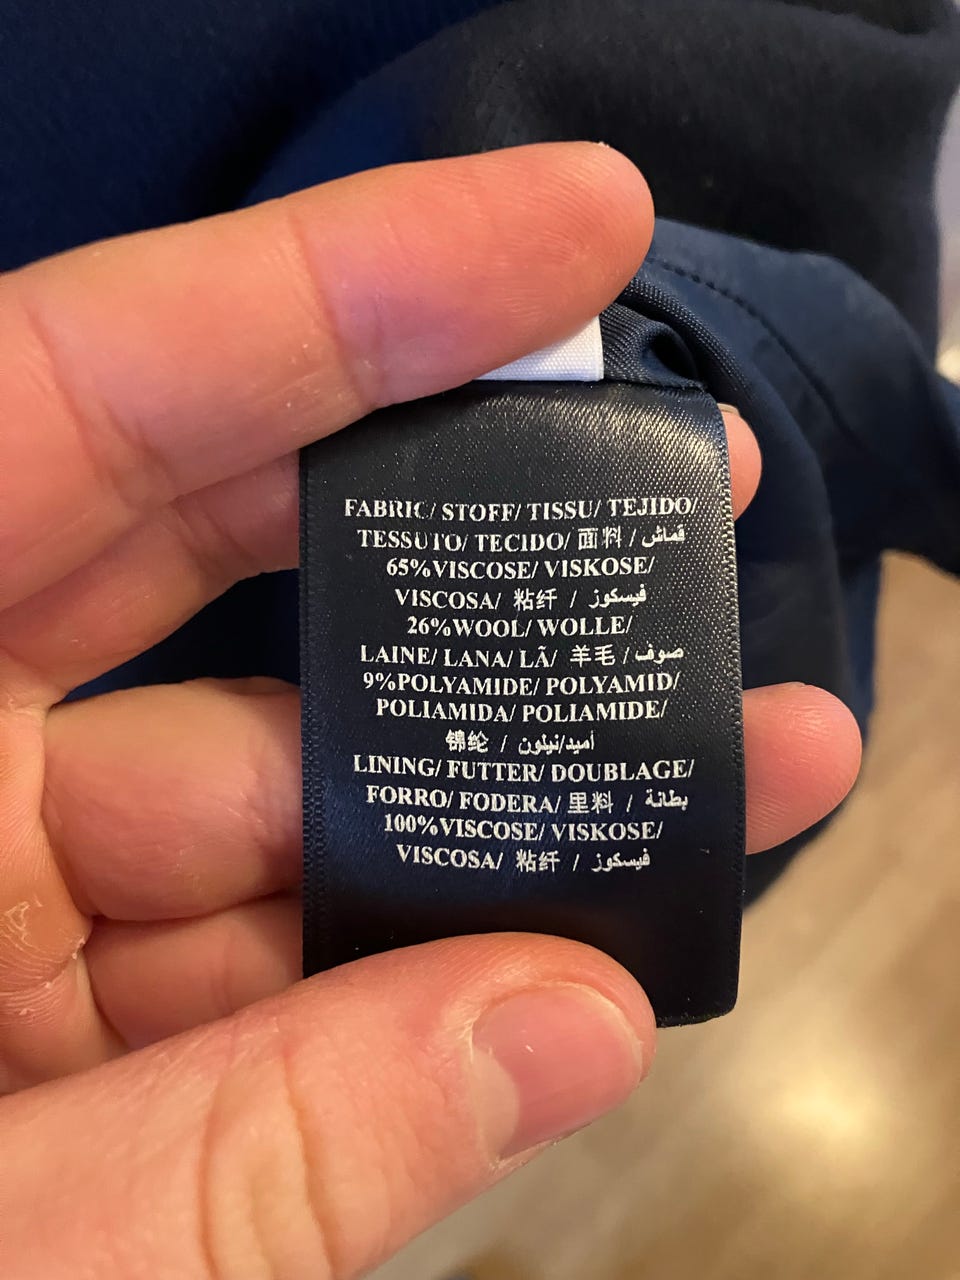 FABRIC/ STOFF/ TISSU/ TEJIDO/
TESSUTO/ TECIDO/ 面料 / قماش
65%VISCOSE/ VISKOSE/
VISCOSA/ 粘纤 / فيسكوز
26%WOOL/ WOLLE/
LAINE/ LANA/ LÃ/ 羊毛 / صوف
9%POLYAMIDE/ POLYAMID/
POLIAMIDA/ POLIAMIDE/
锦纶 / أميد/نيلون
LINING/ FUTTER/ DOUBLAGE/
FORRO/ FODERA/ 里料 / بطانة
100%VISCOSE/ VISKOSE/
VISCOSA/ 粘纤 / فيسكوز